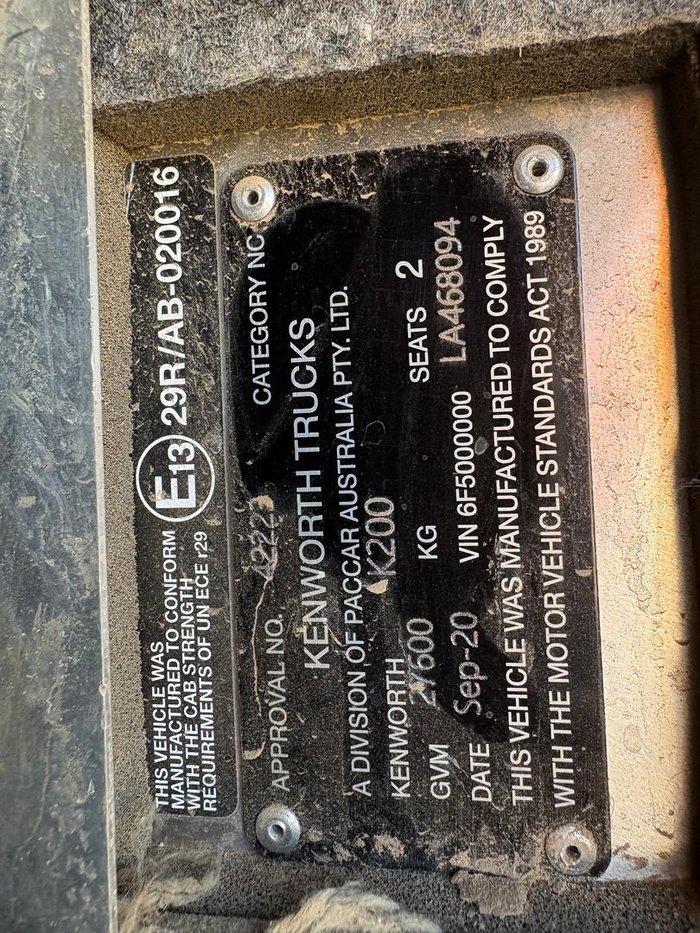 THIS VEHICLE WAS
MANUFACTURED TO CONFORM
WITH THE CAB STRENGTH
REQUIREMENTS OF UN ECE r29
E13 29R/AB-020016
APPROVAL NO. 42223 CATEGORY NC
KENWORTH TRUCKS
A DIVISION OF PACCAR AUSTRALIA PTY. LTD.
KENWORTH K200
GVM 27600 KG SEATS 2
DATE Sep-20 VIN 6F5000000 LA468094
THIS VEHICLE WAS MANUFACTURED TO COMPLY
WITH THE MOTOR VEHICLE STANDARDS ACT 1989